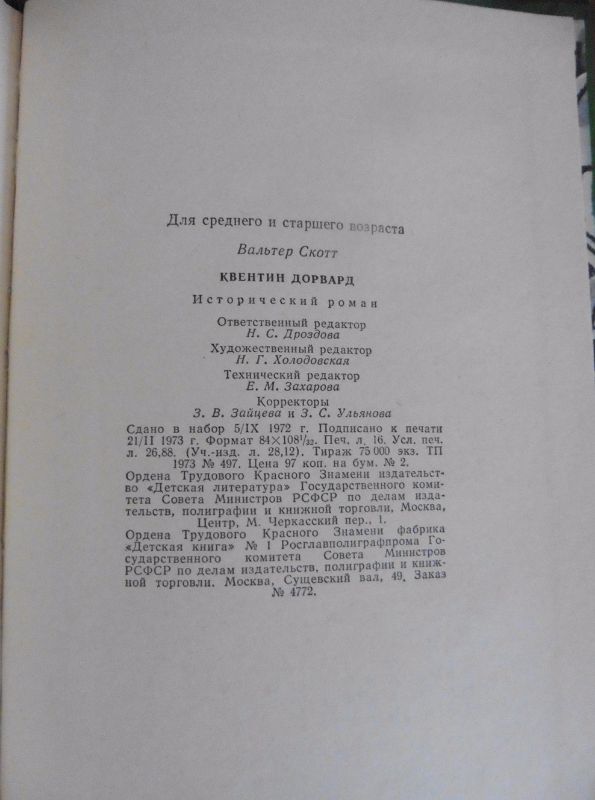 Для среднего и старшего возраста
Вальтер Скотт
КВЕНТИН ДОРВАРД
Исторический роман
Ответственный редактор
Н. С. Дроздова
Художественный редактор
Н. Г. Холодовская
Технический редактор
Е. М. Захарова
Корректоры
З. В. Зайцева и З. С. Ульянова
Сдано в набор 5/IX 1972 г. Подписано к печати
21/II 1973 г. Формат 84×108¹/₃₂. Печ. л. 16. Усл. печ.
л. 26,88. (Уч.-изд. л. 28,12). Тираж 75 000 экз. ТП
1973 № 497. Цена 97 коп. на бум. № 2.
Ордена Трудового Красного Знамени издательст-
во «Детская литература» Государственного коми-
тета Совета Министров РСФСР по делам изда-
тельств, полиграфии и книжной торговли, Москва,
Центр, М. Черкасский пер., 1.
Ордена Трудового Красного Знамени фабрика
«Детская книга» № 1 Росглавполиграфпрома Го-
сударственного комитета Совета Министров
РСФСР по делам издательств, полиграфии и книж-
ной торговли. Москва, Сущевский вал, 49. Заказ
№ 4772.